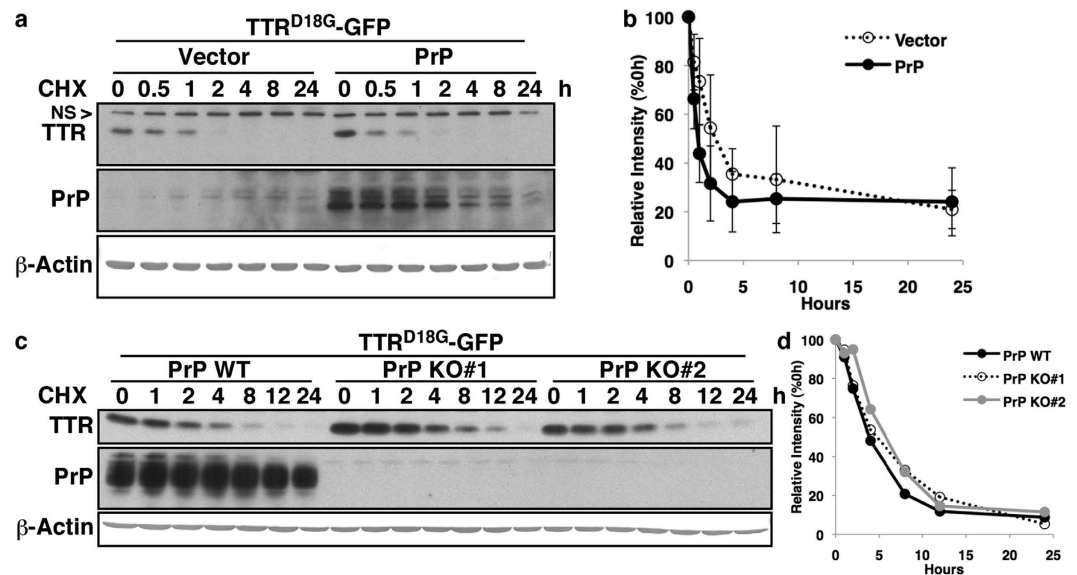 a
TTR^D18G-GFP
Vector PrP
CHX 0 0.5 1 2 4 8 24 0 0.5 1 2 4 8 24 h
NS >
TTR
PrP
β-Actin
b
Relative Intensity (%0h)
100
80
60
40
20
0
0 5 10 15 20 25
Hours
Vector
PrP
c
TTR^D18G-GFP
PrP WT PrP KO#1 PrP KO#2
CHX 0 1 2 4 8 12 24 0 1 2 4 8 12 24 0 1 2 4 8 12 24 h
TTR
PrP
β-Actin
d
Relative Intensity (%0h)
100
80
60
40
20
0
0 5 10 15 20 25
Hours
PrP WT
PrP KO#1
PrP KO#2